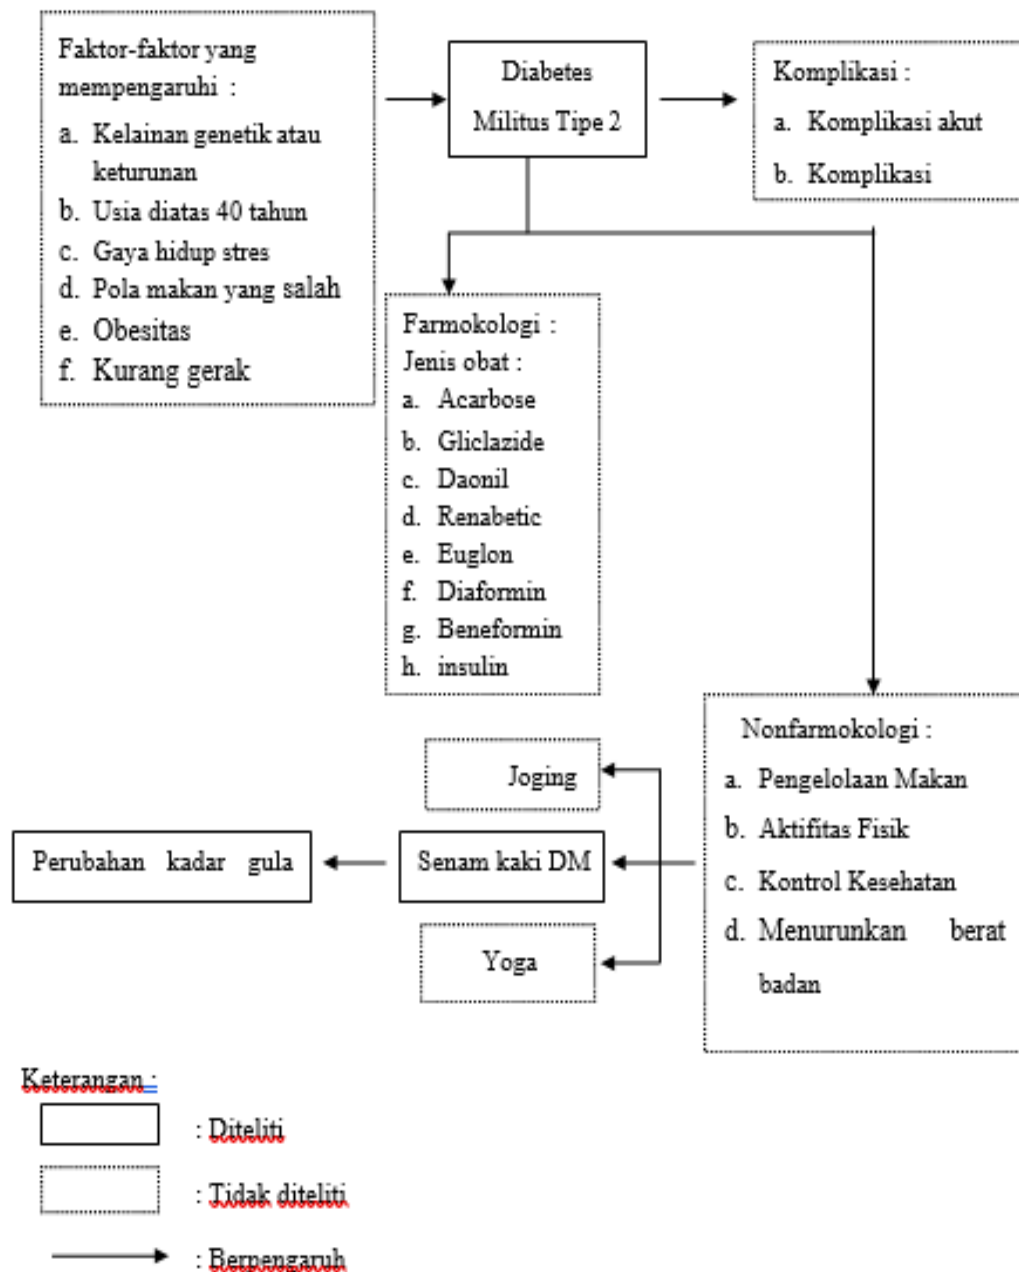 Faktor-faktor yang
mempengaruhi :
a. Kelainan genetik atau
keturunan
b. Usia diatas 40 tahun
c. Gaya hidup stres
d. Pola makan yang salah
e. Obesitas
f. Kurang gerak
Diabetes
Militus Tipe 2
Komplikasi :
a. Komplikasi akut
b. Komplikasi
Farmokologi :
Jenis obat :
a. Acarbose
b. Gliclazide
c. Daonil
d. Renabetic
e. Euglon
f. Diaformin
g. Beneformin
h. insulin
Nonfarmokologi :
a. Pengelolaan Makan
b. Aktifitas Fisik
c. Kontrol Kesehatan
d. Menurunkan berat
badan
Joging
Senam kaki DM
Yoga
Perubahan kadar gula
Keterangan :
: Diteliti
: Tidak diteliti
: Berpengaruh